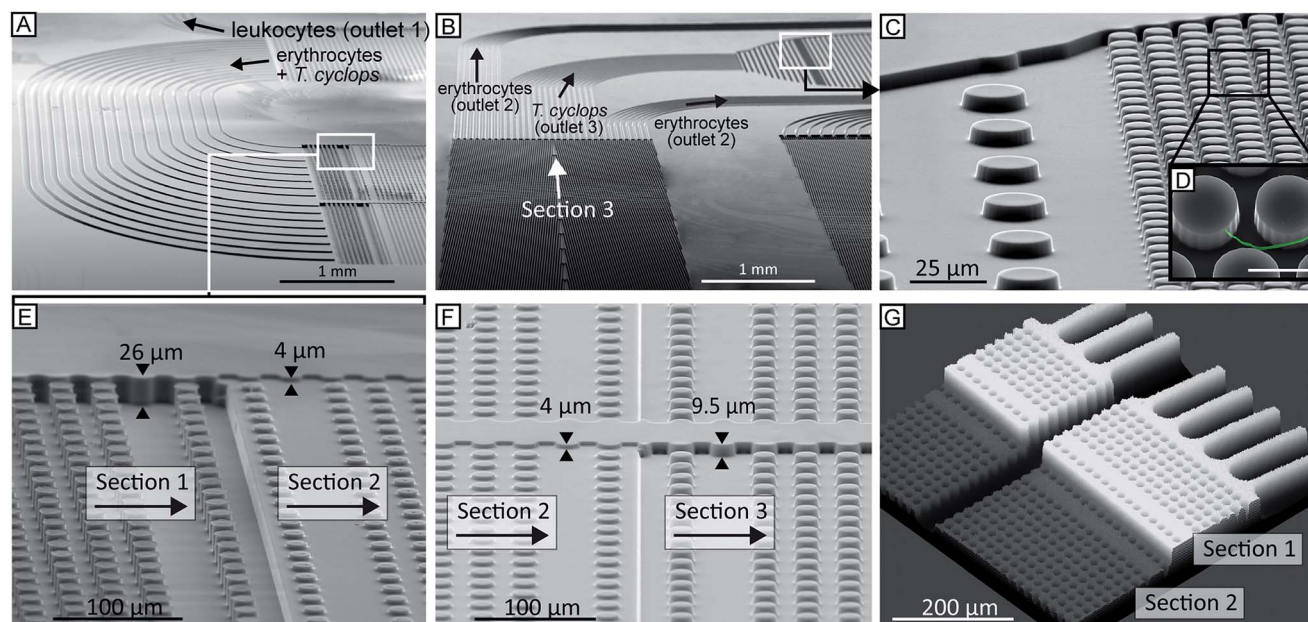 A
leukocytes (outlet 1)
erythrocytes
+ T. cyclops
1 mm
B
erythrocytes
(outlet 2)
T. cyclops
(outlet 3)
erythrocytes
(outlet 2)
Section 3
1 mm
C
D
25 µm
E
26 µm
4 µm
Section 1
Section 2
100 µm
F
4 µm
9.5 µm
Section 2
Section 3
100 µm
G
Section 1
Section 2
200 µm